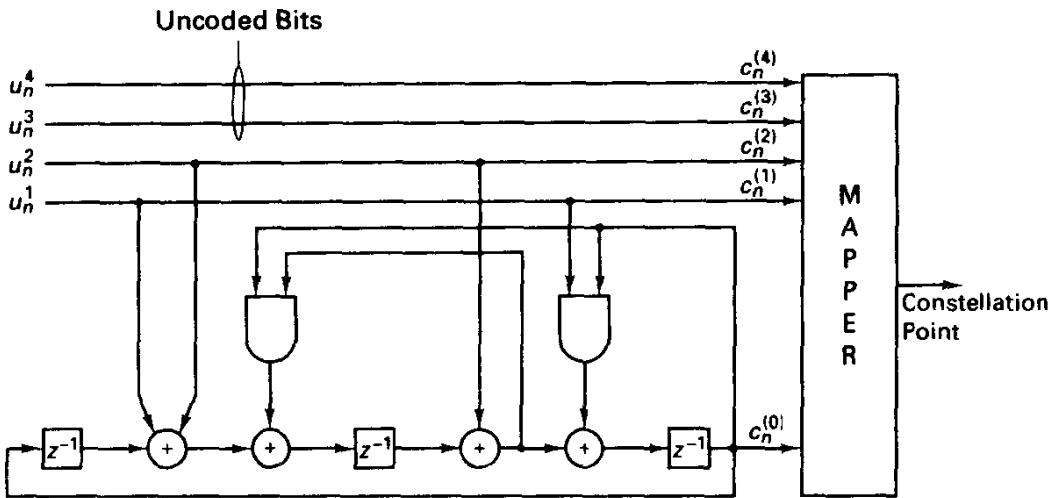 Uncoded Bits
u_n^4
c_n^{(4)}
u_n^3
c_n^{(3)}
u_n^2
c_n^{(2)}
u_n^1
c_n^{(1)}
MAPPER
Constellation
Point
z^{-1}
+
+
z^{-1}
+
+
z^{-1}
c_n^{(0)}